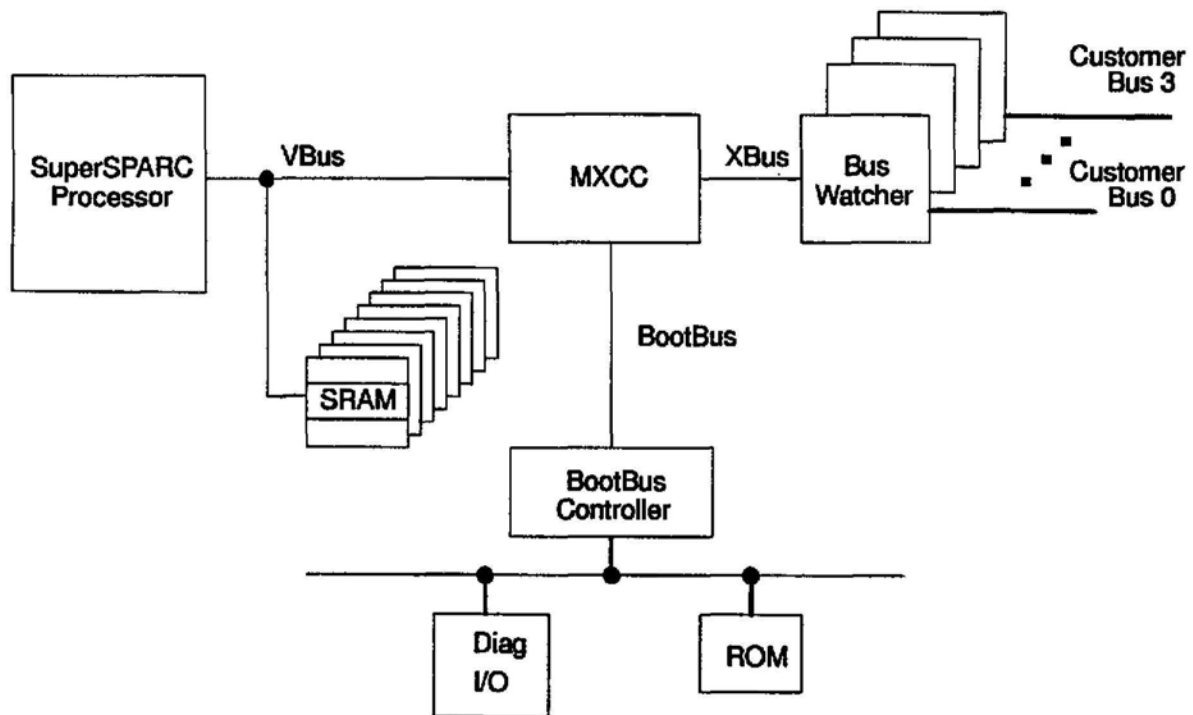 Customer
Bus 3
SuperSPARC
Processor
VBus
MXCC
XBus
Bus
Watcher
Customer
Bus 0
SRAM
BootBus
BootBus
Controller
Diag
I/O
ROM